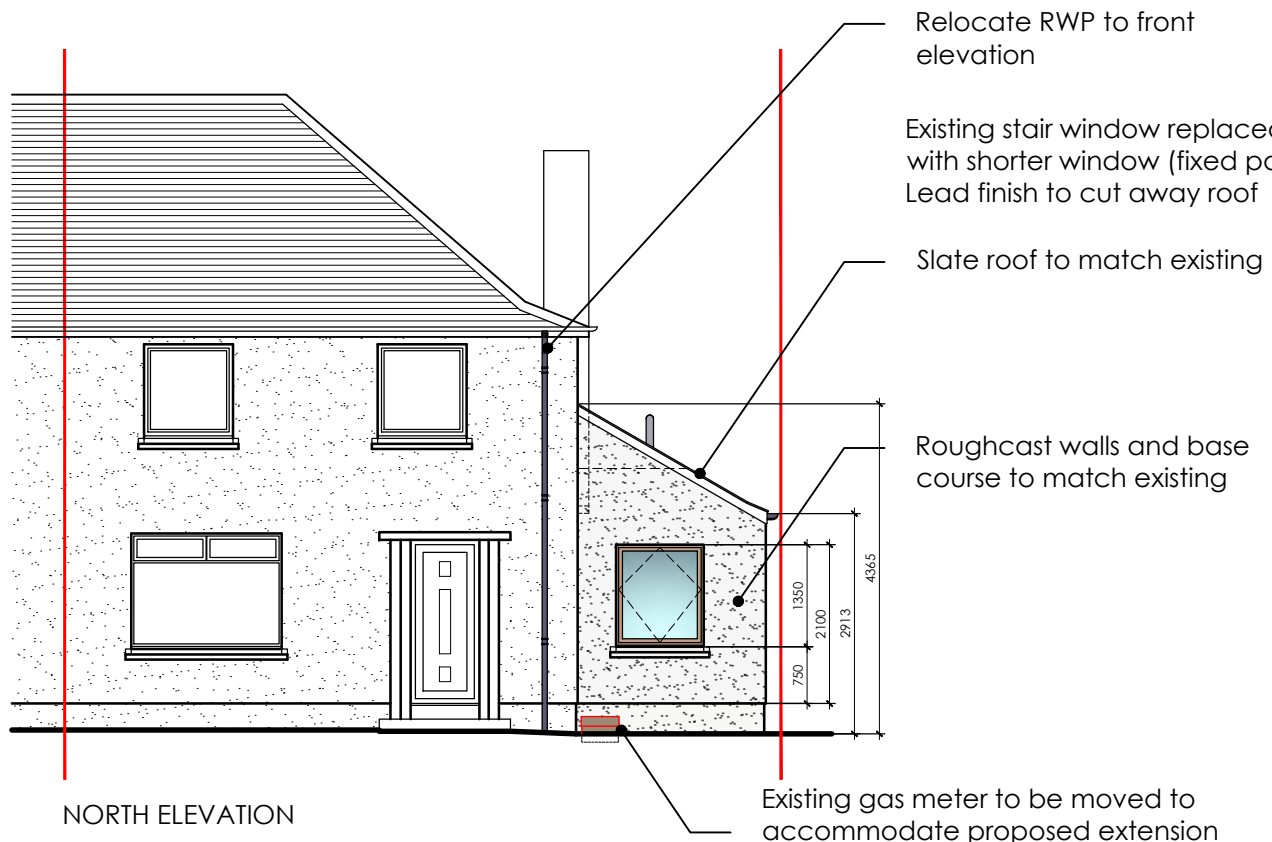 Relocate RWP to front
elevation
Existing stair window replaced
with shorter window (fixed
Lead finish to cut away roof
Slate roof to match existing
Roughcast walls and base
course to match existing
4365
1350
2100
2913
750
NORTH ELEVATION
Existing gas meter to be moved to
accommodate proposed extension